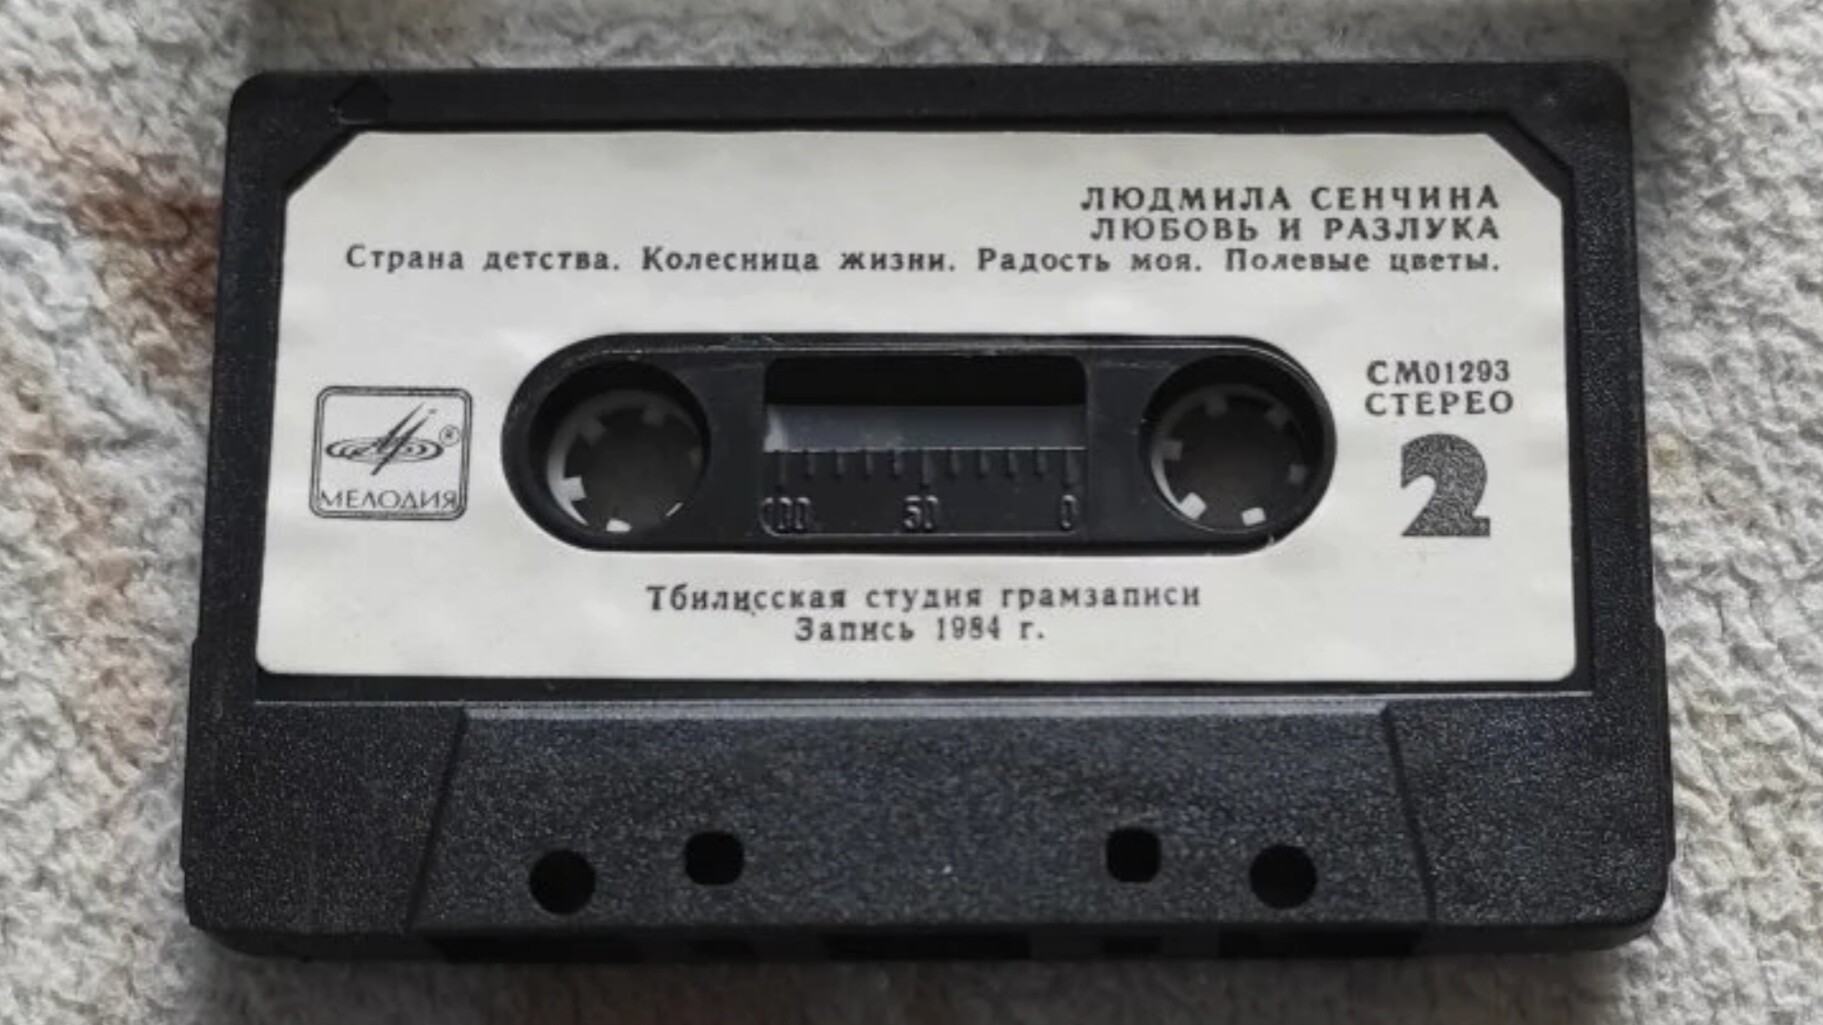 ЛЮДМИЛА СЕНЧИНА
ЛЮБОВЬ И РАЗЛУКА
Страна детства. Колесница жизни. Радость моя. Полевые цветы.
СМ01293
СТЕРЕО
2
® 
МЕЛОДИЯ
100 50 0
Тбилисская студия грамзаписи
Запись 1984 г.